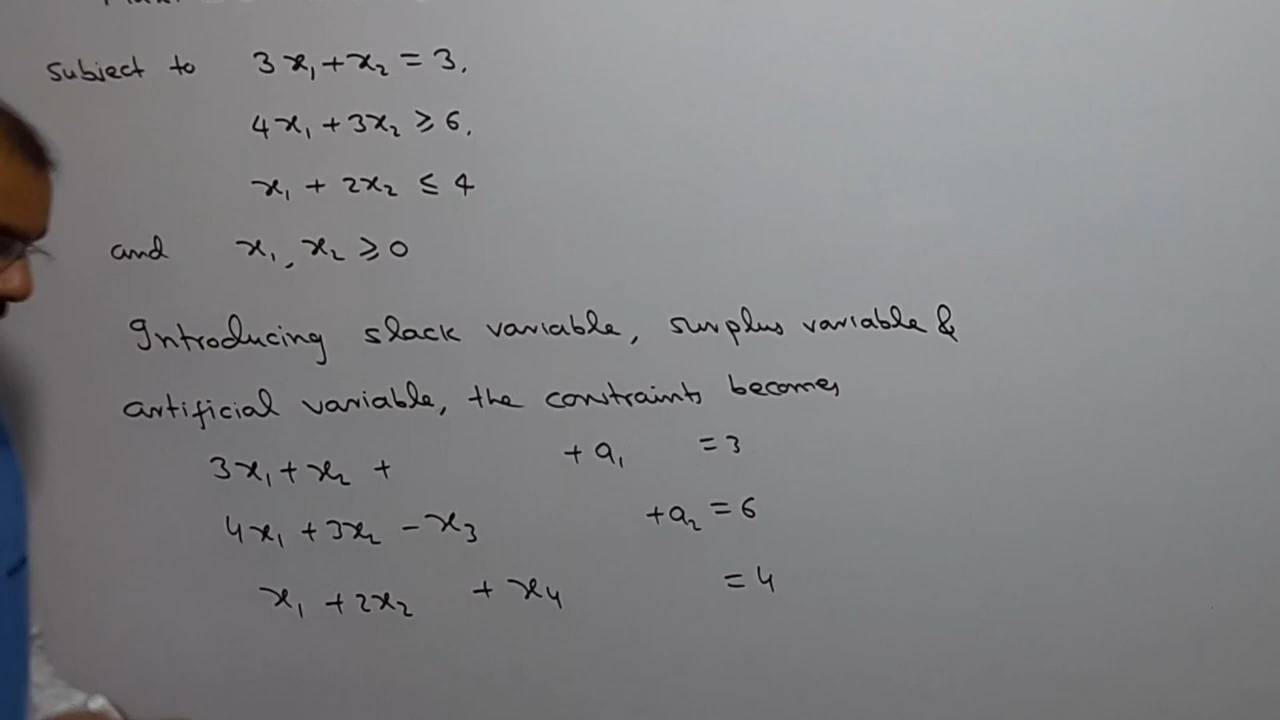 subject to 3x₁ + x₂ = 3.
4x₁ + 3x₂ ≥ 6.
x₁ + 2x₂ ≤ 4
and x₁, x₂ ≥ 0
Introducing slack variable, surplus variable &
artificial variable, the constraints becomes
3x₁ + x₂ + + a₁ = 3
4x₁ + 3x₂ - x₃ + a₂ = 6
x₁ + 2x₂ + x₄ = 4